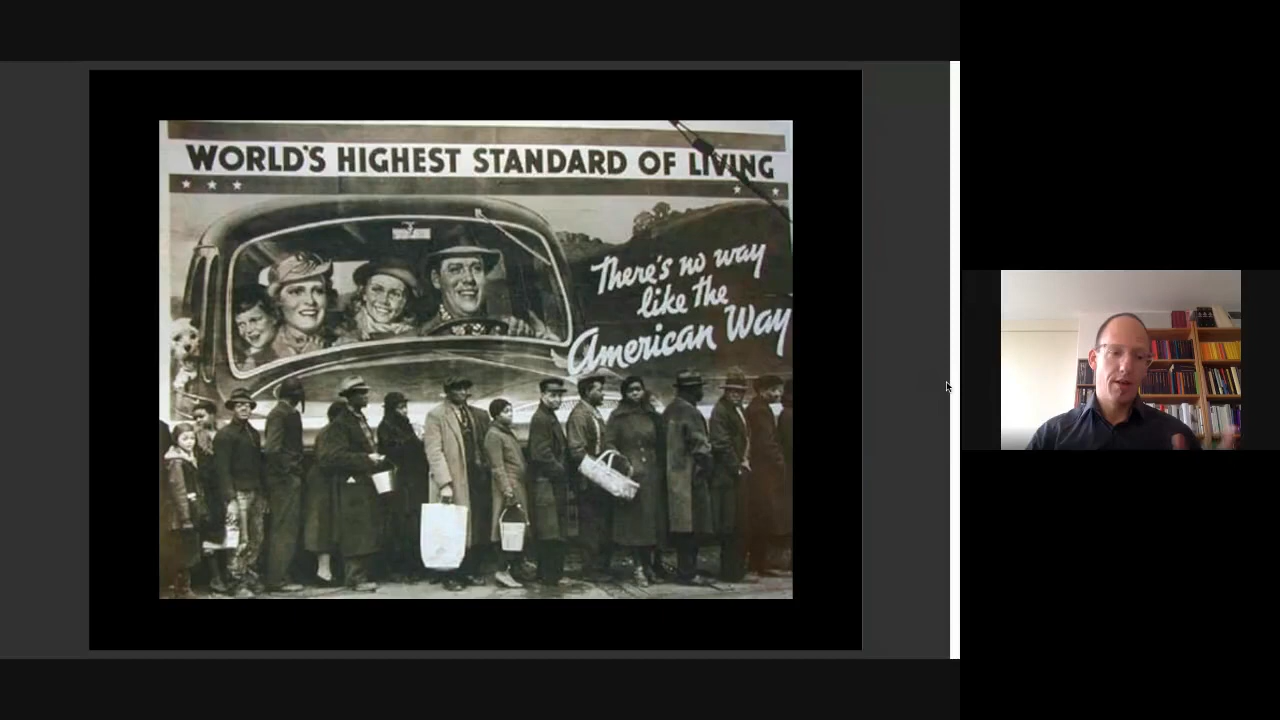 WORLD'S HIGHEST STANDARD OF LIVING
There's no way
like the
American Way